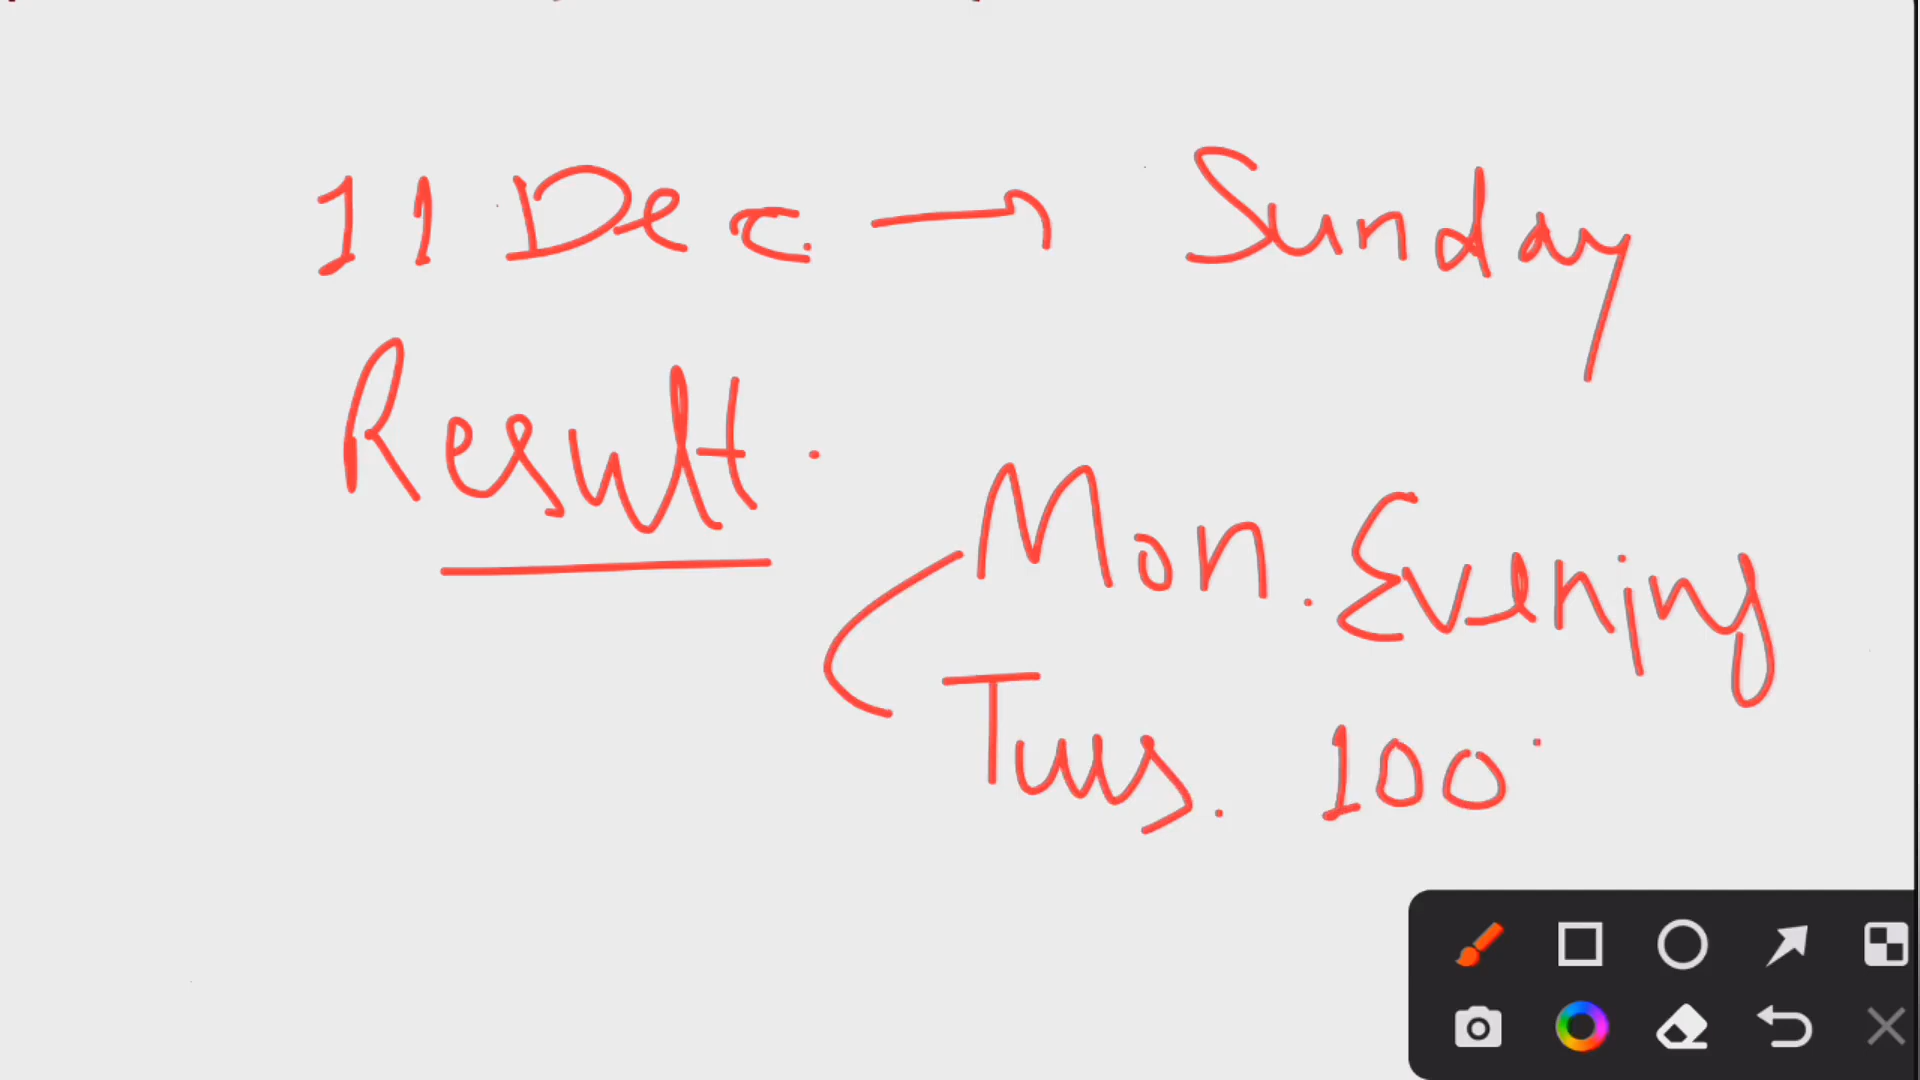 11 Dec. → Sunday
Result.
Mon. Evening
Tues. 100